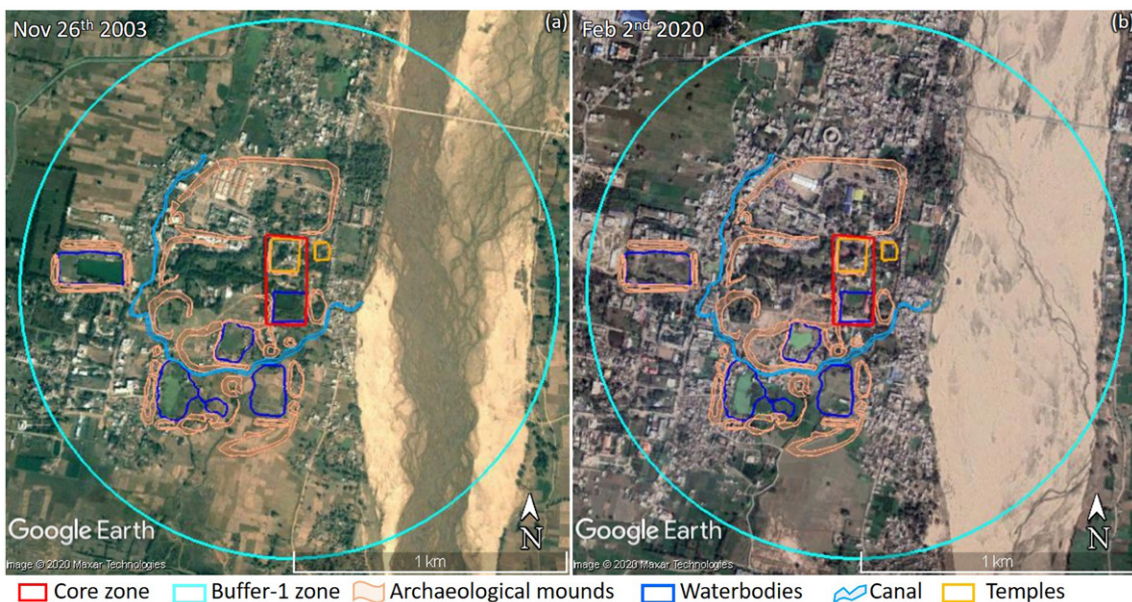 Nov 26th 2003
(a)
Feb 2nd 2020
(b)
Google Earth
Image © 2020 Maxar Technologies
1 km
N
Google Earth
Image © 2020 Maxar Technologies
1 km
N
Core zone
Buffer-1 zone
Archaeological mounds
Waterbodies
Canal
Temples